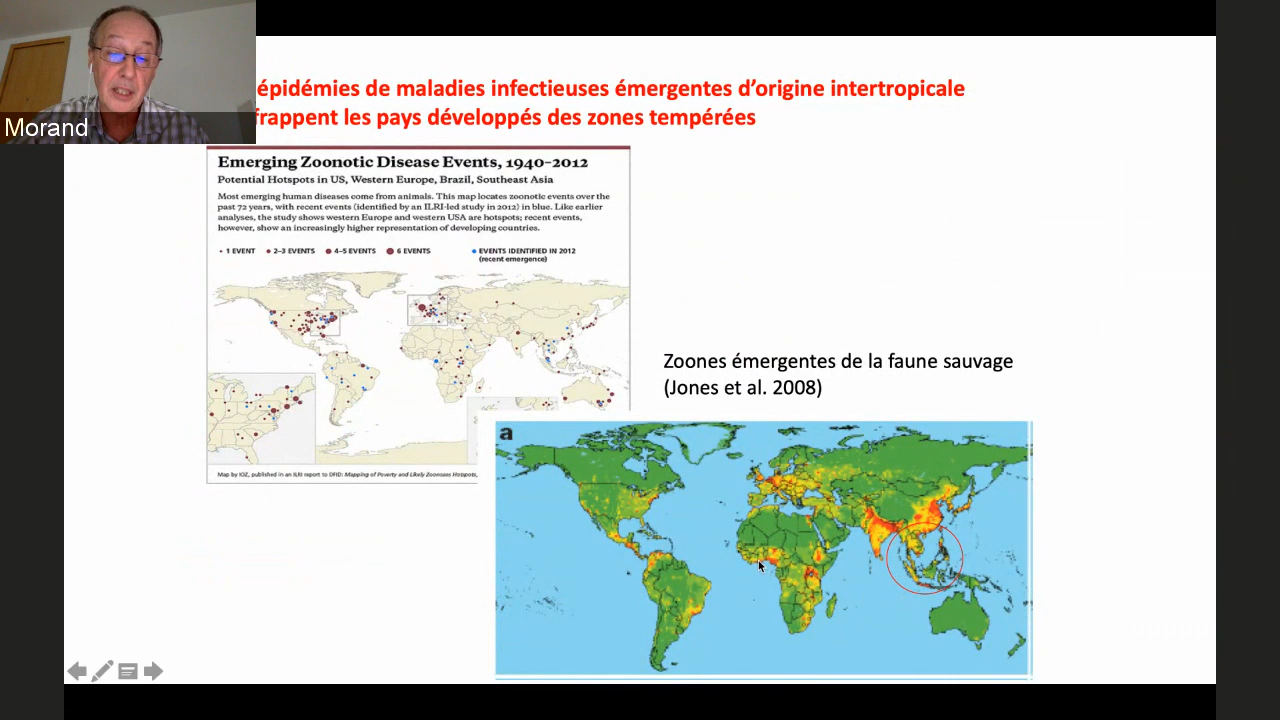 épidémies de maladies infectieuses émergentes d’origine intertropicale
frappent les pays développés des zones tempérées
Morand
Emerging Zoonotic Disease Events, 1940–2012
Potential Hotspots in US, Western Europe, Brazil, Southeast Asia
Most emerging human diseases come from animals. This map locates zoonotic events over the
past 72 years, with recent events (identified by an ILRI-led study in 2012) in blue. Like earlier
analyses, the study shows western Europe and western USA are hotspots; recent events,
however, show an increasingly higher representation of developing countries.
1 EVENT 2–3 EVENTS 4–5 EVENTS 6 EVENTS EVENTS IDENTIFIED IN 2012
(recent emergence)
Zoones émergentes de la faune sauvage
(Jones et al. 2008)
a
Map by IOZ, published in an ILRI report to DFID: Mapping of Poverty and Likely Zoonoses Hotspots,